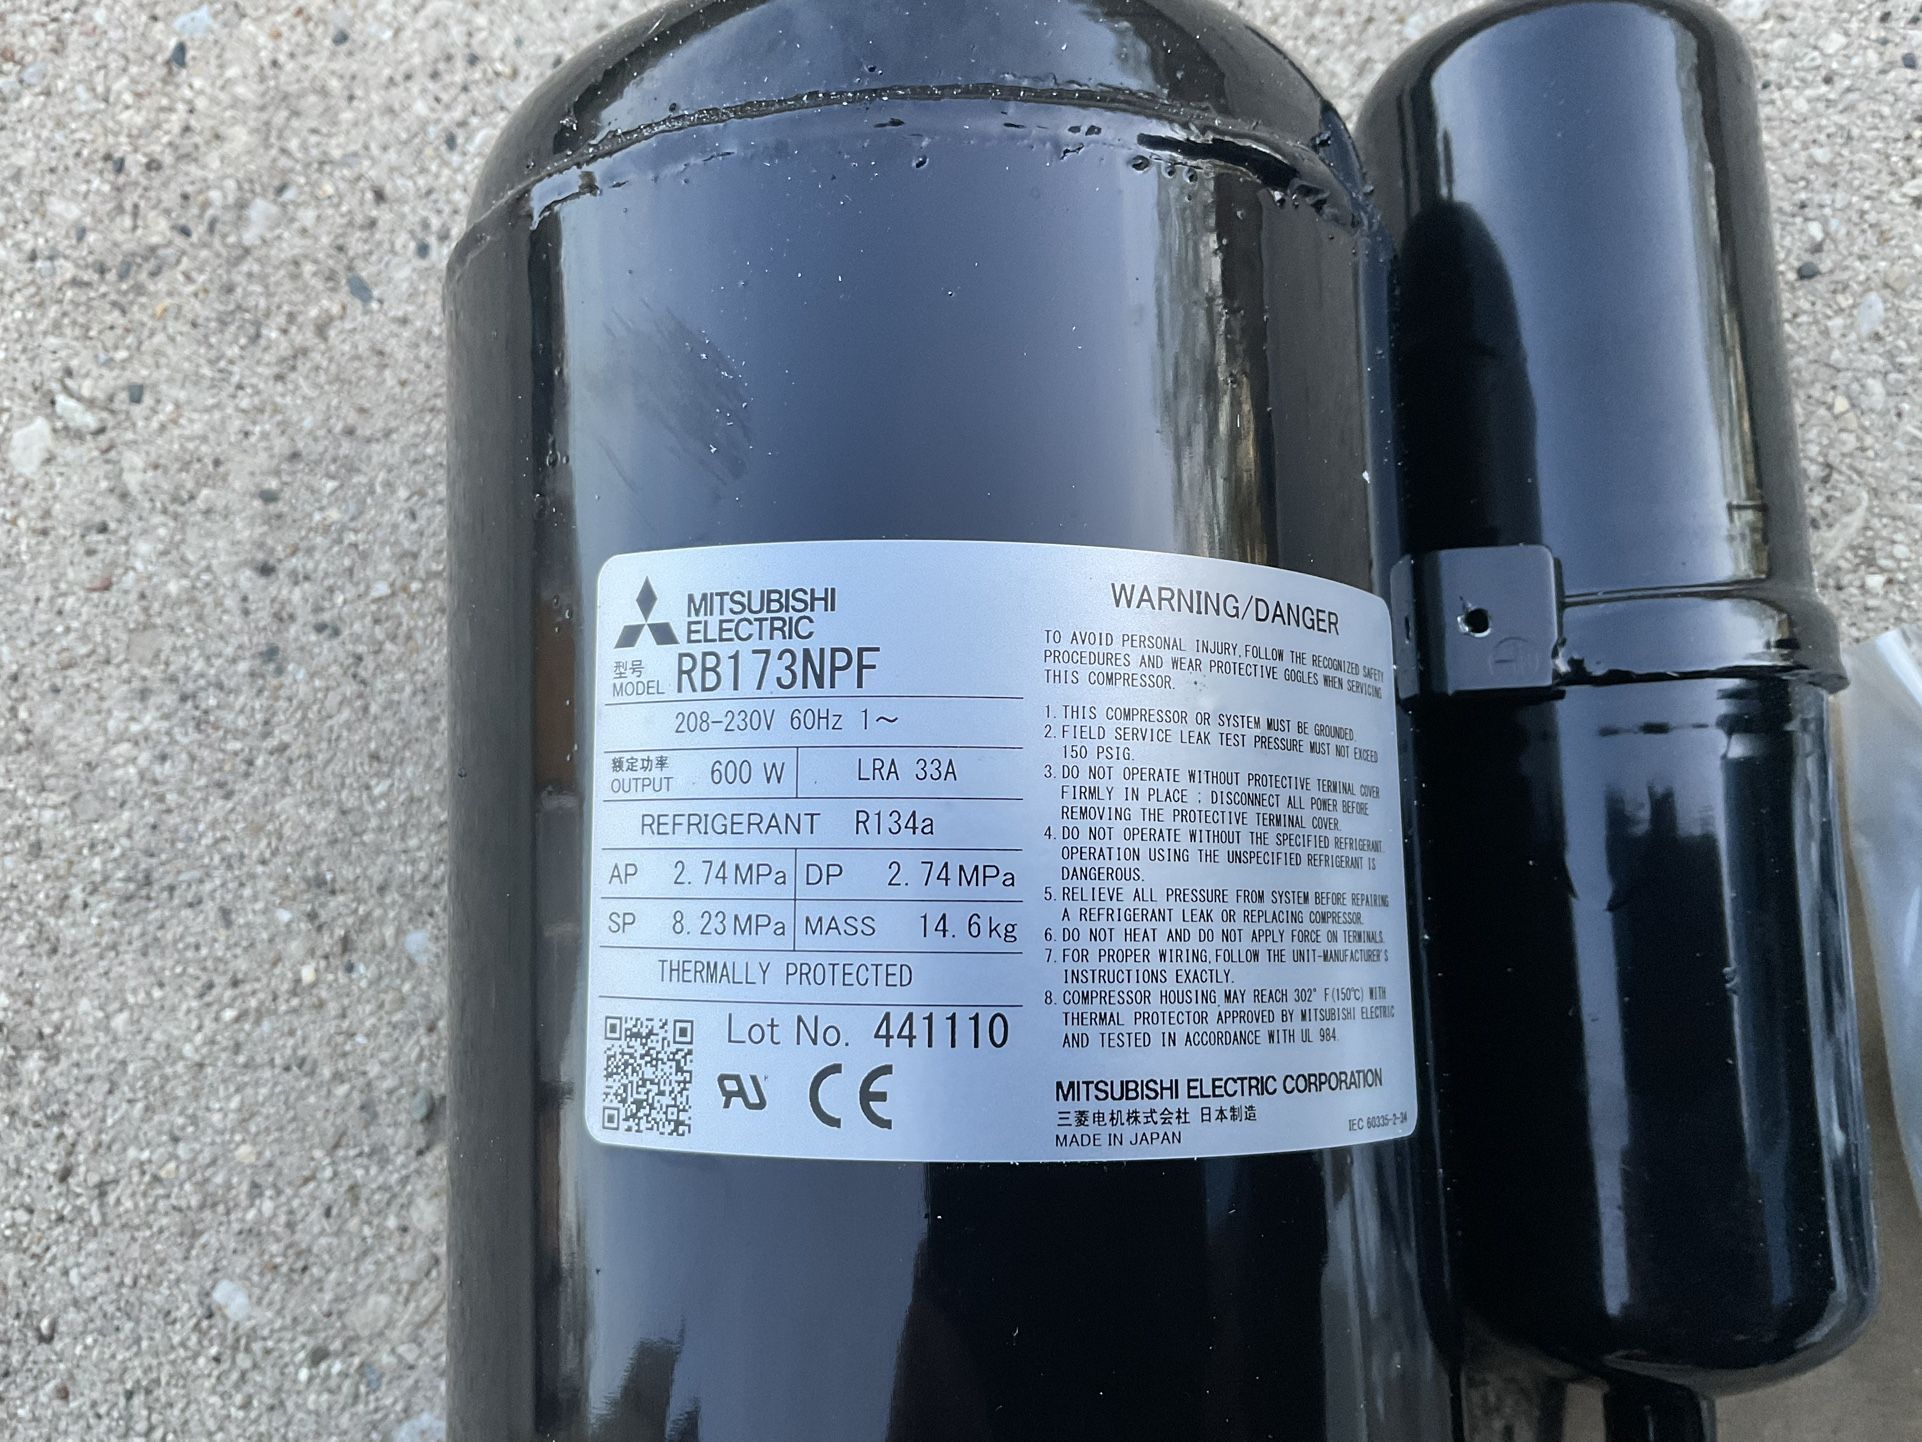 MITSUBISHI
ELECTRIC
型号
MODEL RB173NPF
208-230V 60Hz 1~
额定功率
OUTPUT 600 W LRA 33A
REFRIGERANT R134a
AP 2.74 MPa DP 2.74 MPa
SP 8.23 MPa MASS 14.6 kg
THERMALLY PROTECTED
Lot No. 441110
CE
WARNING/DANGER
TO AVOID PERSONAL INJURY, FOLLOW THE RECOGNIZED SAFETY
PROCEDURES AND WEAR PROTECTIVE GOGLES WHEN SERVICING
THIS COMPRESSOR.
1. THIS COMPRESSOR OR SYSTEM MUST BE GROUNDED.
2. FIELD SERVICE LEAK TEST PRESSURE MUST NOT EXCEED
150 PSIG.
3. DO NOT OPERATE WITHOUT PROTECTIVE TERMINAL COVER
FIRMLY IN PLACE ; DISCONNECT ALL POWER BEFORE
REMOVING THE PROTECTIVE TERMINAL COVER.
4. DO NOT OPERATE WITHOUT THE SPECIFIED REFRIGERANT
OPERATION USING THE UNSPECIFIED REFRIGERANT IS
DANGEROUS.
5. RELIEVE ALL PRESSURE FROM SYSTEM BEFORE REPAIRING
A REFRIGERANT LEAK OR REPLACING COMPRESSOR.
6. DO NOT HEAT AND DO NOT APPLY FORCE ON TERMINALS.
7. FOR PROPER WIRING, FOLLOW THE UNIT-MANUFACTURER'S
INSTRUCTIONS EXACTLY.
8. COMPRESSOR HOUSING MAY REACH 302° F(150℃) WITH
THERMAL PROTECTOR APPROVED BY MITSUBISHI ELECTRIC
AND TESTED IN ACCORDANCE WITH UL 984.
MITSUBISHI ELECTRIC CORPORATION
三菱电机株式会社 日本制造
MADE IN JAPAN
IEC 60335-2-34